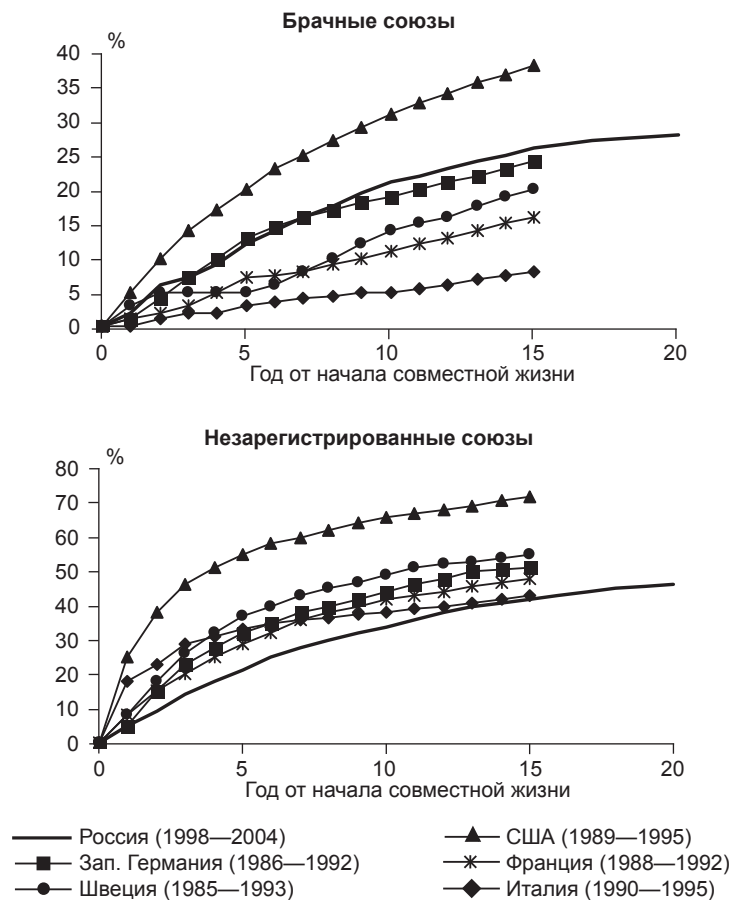 Брачные союзы
%
40
35
30
25
20
15
10
5
0
0 5 10 15 20
Год от начала совместной жизни
Незарегистрированные союзы
%
80
70
60
50
40
30
20
10
0
0 5 10 15 20
Год от начала совместной жизни
Россия (1998—2004)
США (1989—1995)
Зап. Германия (1986—1992)
Франция (1988—1992)
Швеция (1985—1993)
Италия (1990—1995)